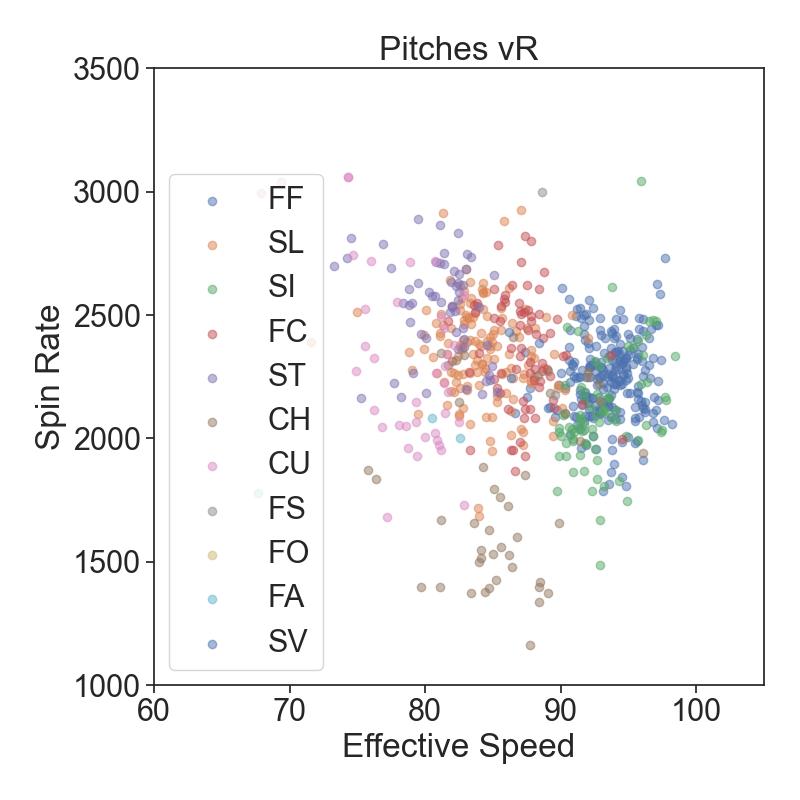 Pitches vR
3500
3000
2500
2000
1500
1000
Spin Rate
FF
SL
SI
FC
ST
CH
CU
FS
FO
FA
SV
60
70
80
90
100
Effective Speed